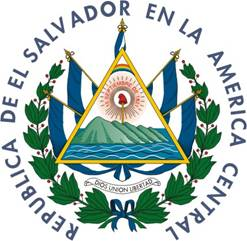 REPUBLICA DE EL SALVADOR EN LA AMERICA CENTRAL
DIOS UNION LIBERTAD